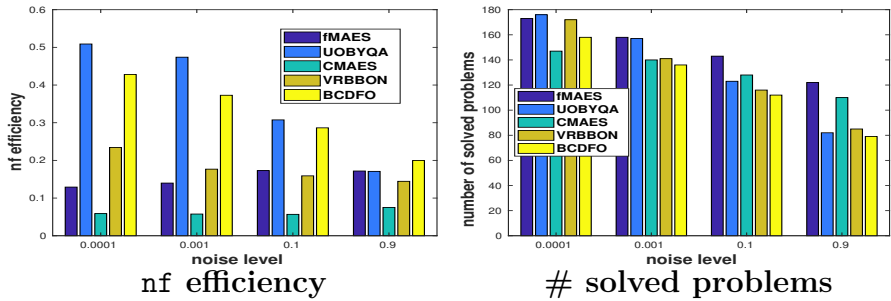 0.6
0.5
0.4
0.3
0.2
0.1
0
nf efficiency
fMAES
UOBYQA
CMAES
VRBBON
BCDFO
0.0001
0.001
0.1
0.9
noise level
nf efficiency
180
160
140
120
100
80
60
40
20
0
number of solved problems
fMAES
UOBYQA
CMAES
VRBBON
BCDFO
0.0001
0.001
0.1
0.9
noise level
# solved problems